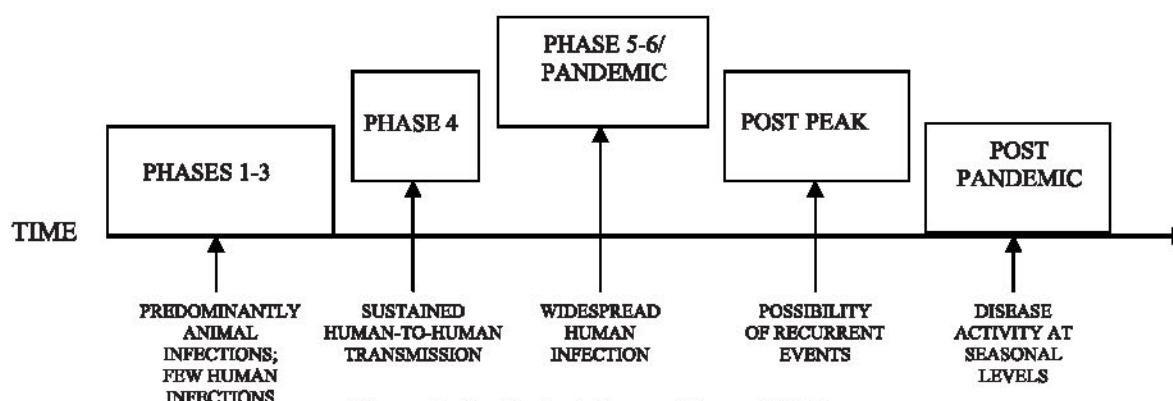 PHASE 5-6/
PANDEMIC
PHASE 4
POST PEAK
PHASES 1-3
POST
PANDEMIC
TIME
PREDOMINANTLY
ANIMAL
INFECTIONS;
FEW HUMAN
INFECTIONS
SUSTAINED
HUMAN-TO-HUMAN
TRANSMISSION
WIDESPREAD
HUMAN
INFECTION
POSSIBILITY
OF RECURRENT
EVENTS
DISEASE
ACTIVITY AT
SEASONAL
LEVELS